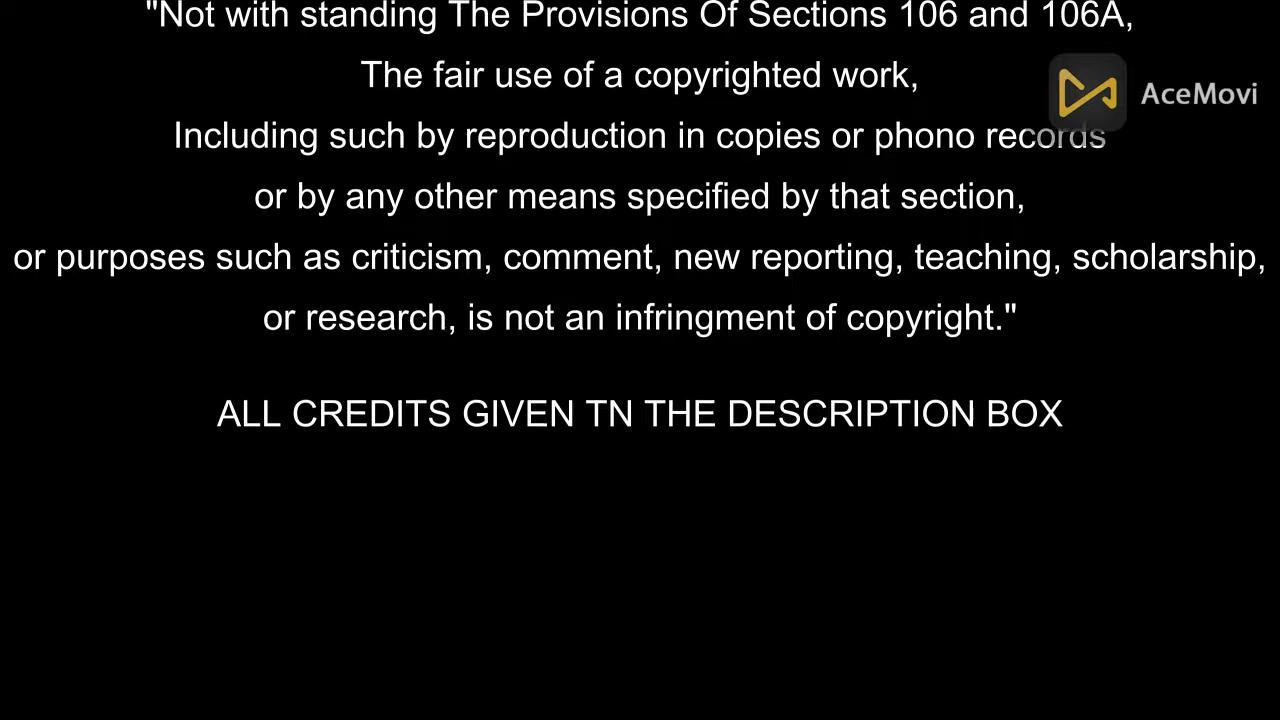 "Not with standing The Provisions Of Sections 106 and 106A,
The fair use of a copyrighted work,
AceMovi
Including such by reproduction in copies or phono records
or by any other means specified by that section,
or purposes such as criticism, comment, new reporting, teaching, scholarship,
or research, is not an infringment of copyright."
ALL CREDITS GIVEN TN THE DESCRIPTION BOX